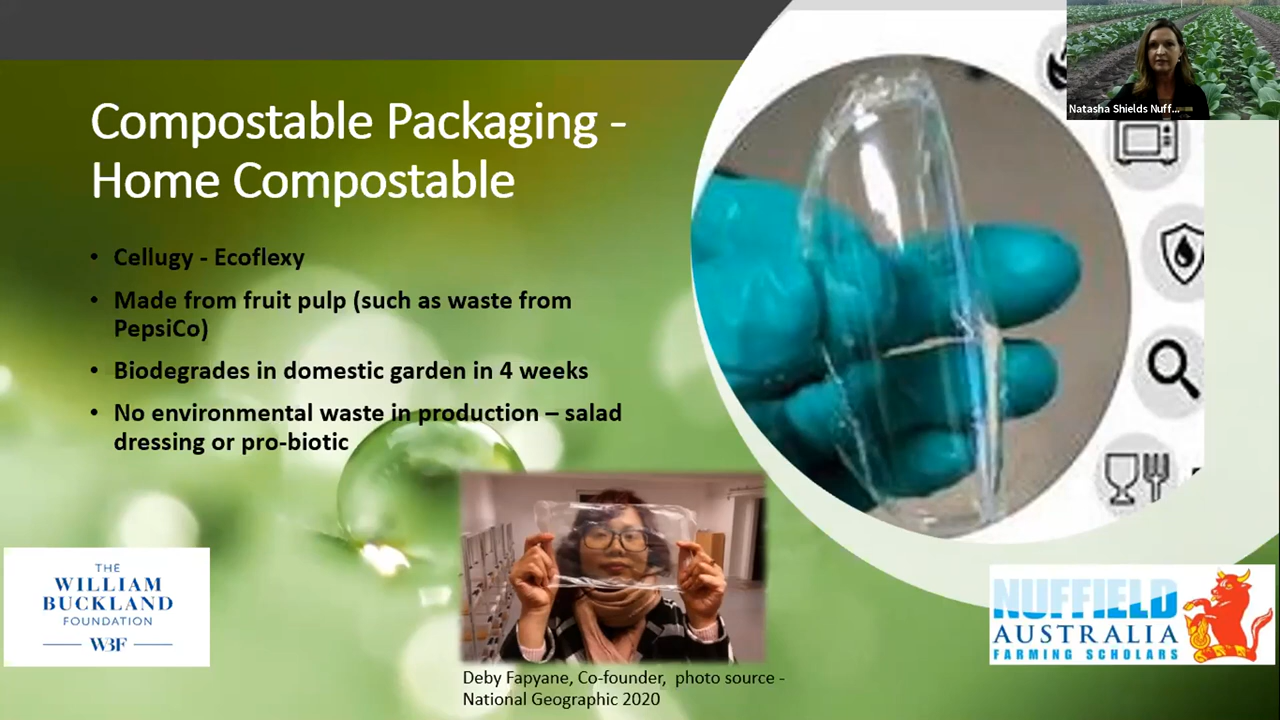 Natasha Shields Nuff...
Compostable Packaging -
Home Compostable
• Cellugy - Ecoflexy
• Made from fruit pulp (such as waste from
PepsiCo)
• Biodegrades in domestic garden in 4 weeks
• No environmental waste in production – salad
dressing or pro-biotic
THE
WILLIAM
BUCKLAND
FOUNDATION
WBF
Deby Fapyane, Co-founder,  photo source -
National Geographic 2020
NUFFIELD
AUSTRALIA
FARMING SCHOLARS